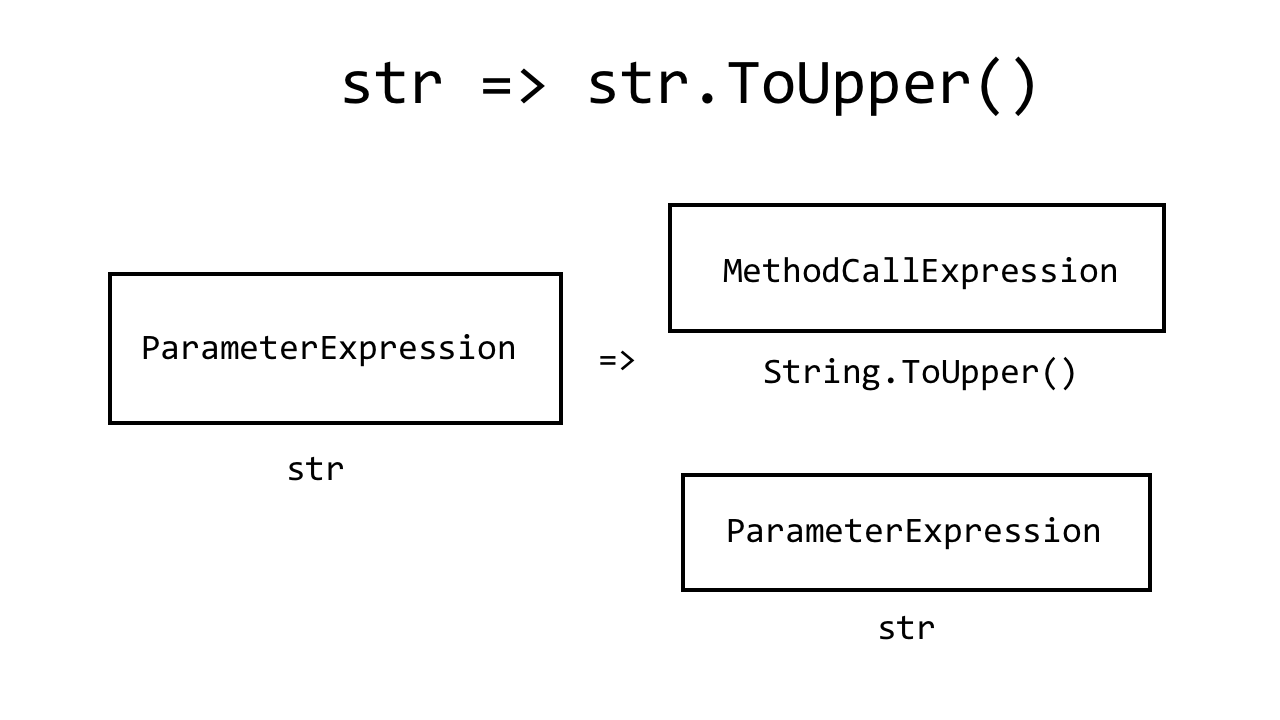 str => str.ToUpper()
ParameterExpression
str
=>
MethodCallExpression
String.ToUpper()
ParameterExpression
str